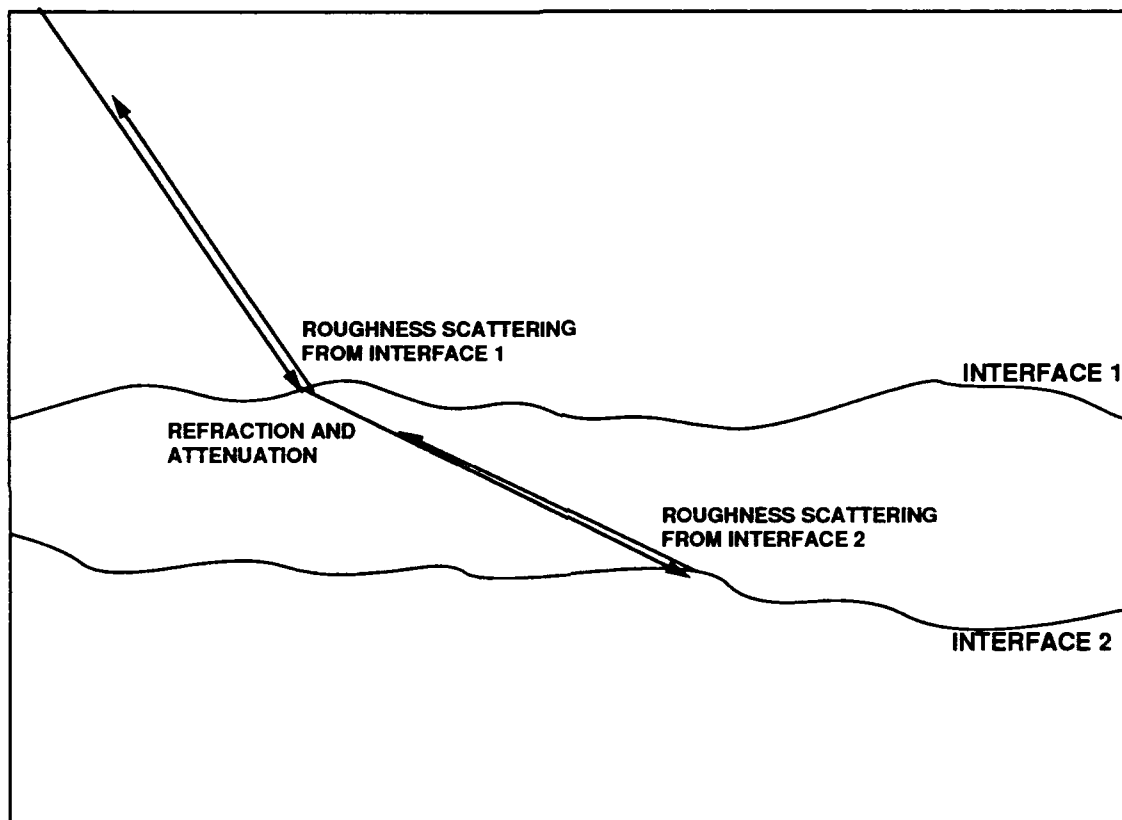 ROUGHNESS SCATTERING
FROM INTERFACE 1
INTERFACE 1
REFRACTION AND
ATTENUATION
ROUGHNESS SCATTERING
FROM INTERFACE 2
INTERFACE 2